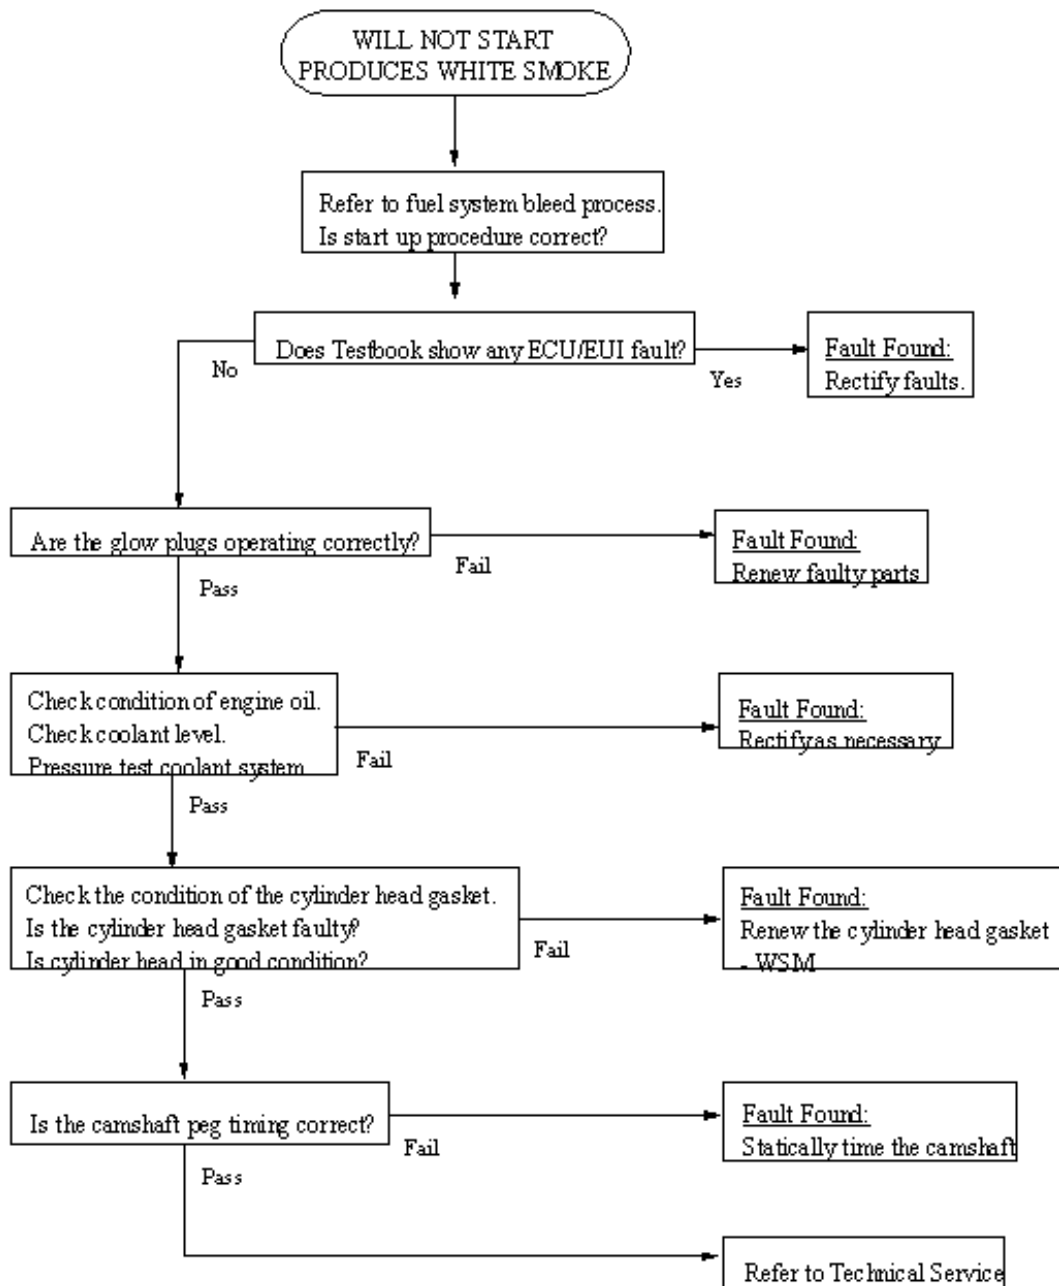 WILL NOT START
PRODUCES WHITE SMOKE
Refer to fuel system bleed process.
Is start up procedure correct?
Does Testbook show any ECU/EUI fault?
No
Yes
Fault Found:
Rectify faults.
Are the glow plugs operating correctly?
Fail
Pass
Fault Found:
Renew faulty parts
Check condition of engine oil.
Check coolant level.
Pressure test coolant system
Fail
Pass
Fault Found:
Rectify as necessary
Check the condition of the cylinder head gasket.
Is the cylinder head gasket faulty?
Is cylinder head in good condition?
Fail
Pass
Fault Found:
Renew the cylinder head gasket
- WSM
Is the camshaft peg timing correct?
Fail
Pass
Fault Found:
Statically time the camshaft
Refer to Technical Service